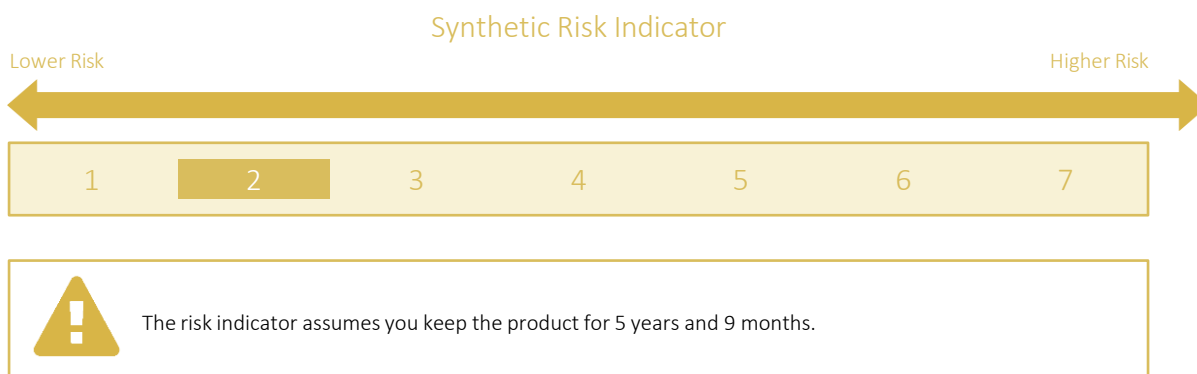 Synthetic Risk Indicator
Lower Risk Higher Risk
1 2 3 4 5 6 7
The risk indicator assumes you keep the product for 5 years and 9 months.